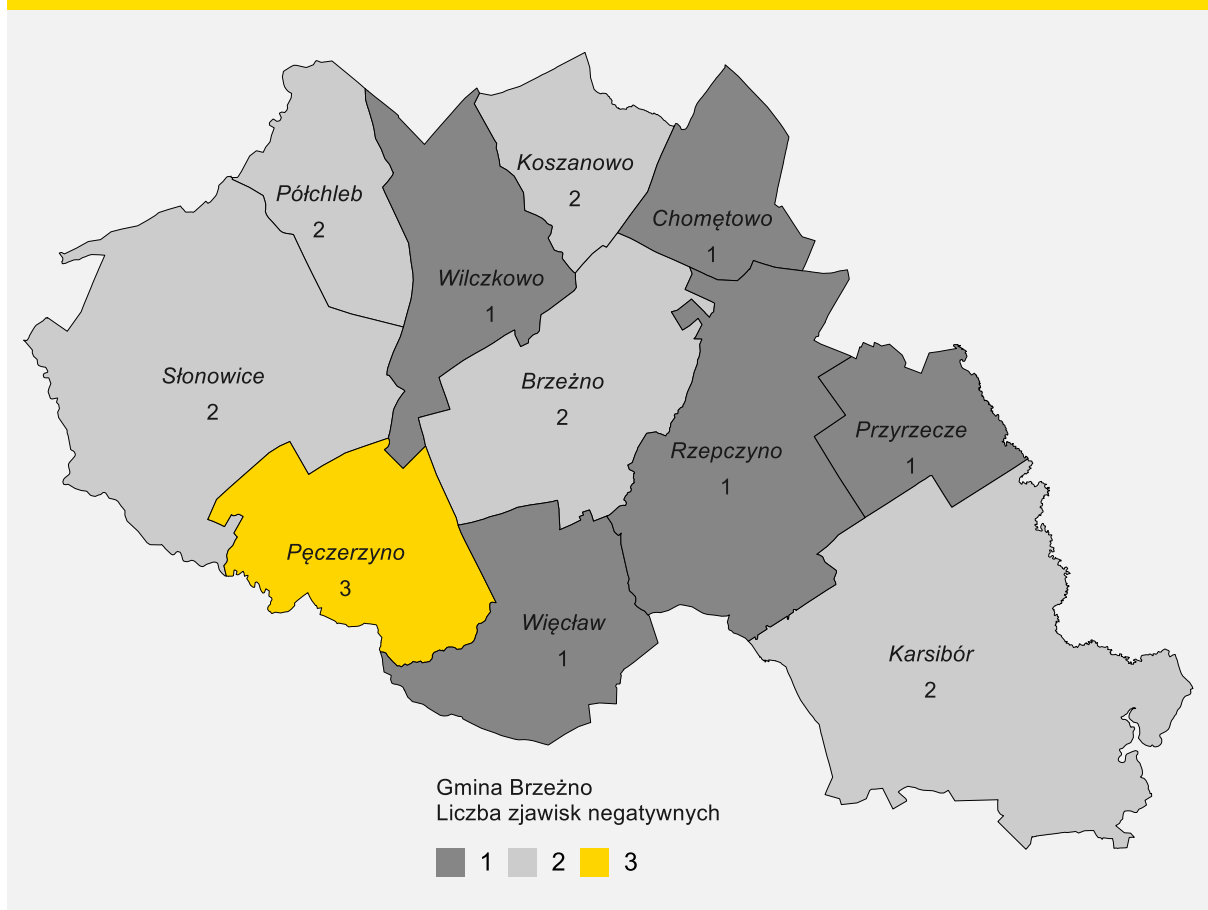 Koszanowo
2
Półchleb
2
Chomętowo
1
Wilczkowo
1
Słonowice
2
Brzeżno
2
Przyrzecze
1
Rzepczyno
1
Pęczerzyno
3
Więcław
1
Karsibór
2
Gmina Brzeżno
Liczba zjawisk negatywnych
1 2 3